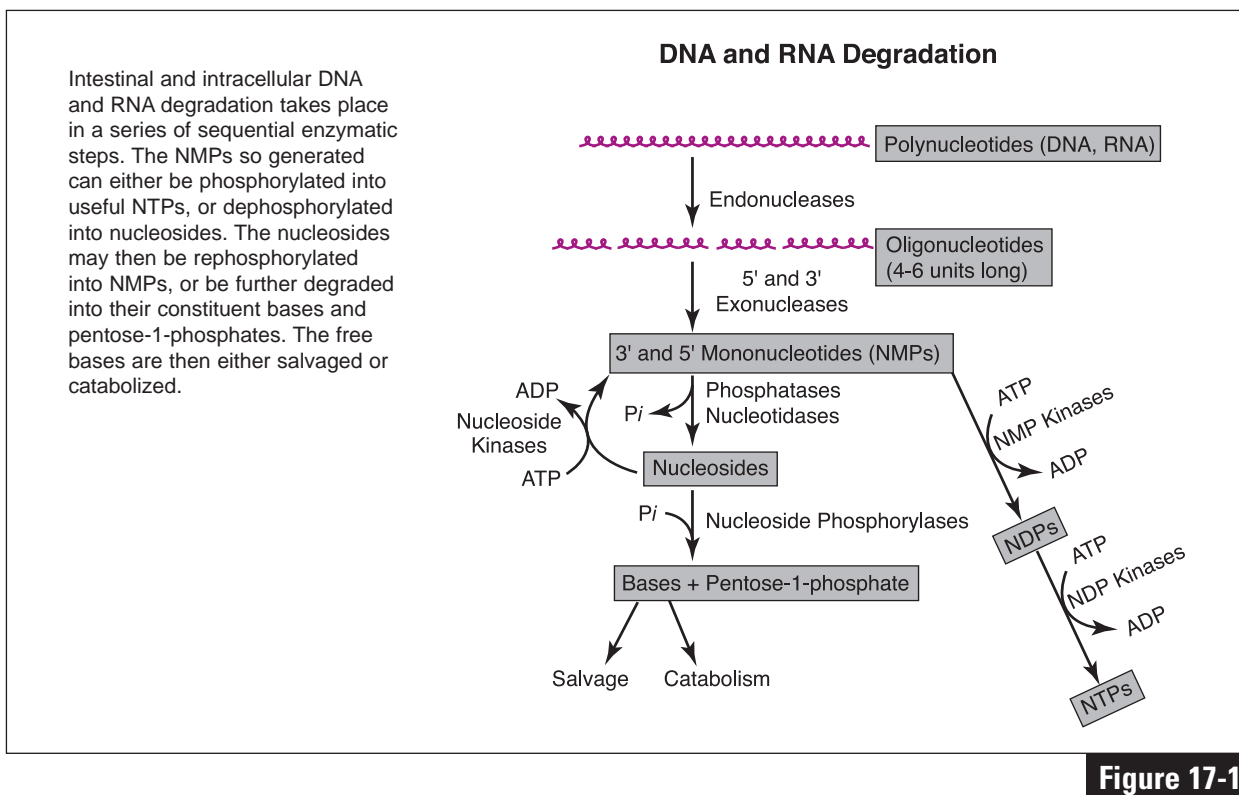 DNA and RNA Degradation
Intestinal and intracellular DNA
and RNA degradation takes place
in a series of sequential enzymatic
steps. The NMPs so generated
can either be phosphorylated into
useful NTPs, or dephosphorylated
into nucleosides. The nucleosides
may then be rephosphorylated
into NMPs, or be further degraded
into their constituent bases and
pentose-1-phosphates. The free
bases are then either salvaged or
catabolized.
Polynucleotides (DNA, RNA)
Endonucleases
Oligonucleotides
(4-6 units long)
5' and 3'
Exonucleases
3' and 5' Mononucleotides (NMPs)
ADP
Nucleoside
Kinases
ATP
Pi
Phosphatases
Nucleotidases
Nucleosides
Pi
Nucleoside Phosphorylases
Bases + Pentose-1-phosphate
Salvage
Catabolism
ATP
NMP Kinases
ADP
NDPs
ATP
NDP Kinases
ADP
NTPs
Figure 17-1